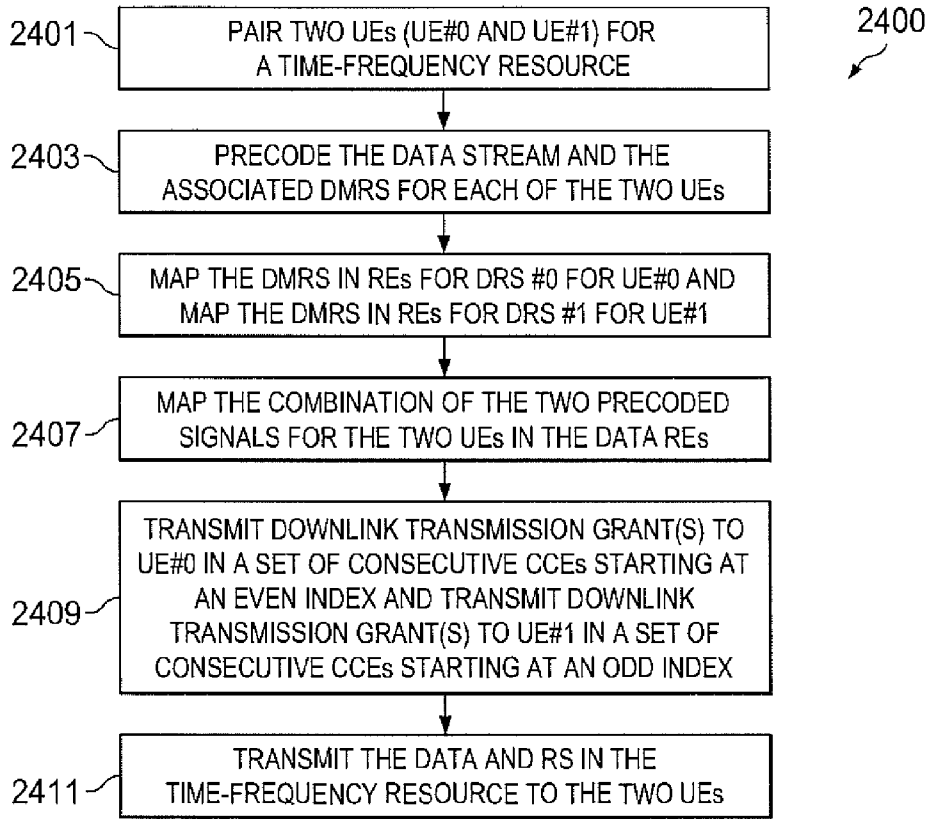 2400
2401
PAIR TWO UEs (UE#0 AND UE#1) FOR
A TIME-FREQUENCY RESOURCE
2403
PRECODE THE DATA STREAM AND THE
ASSOCIATED DMRS FOR EACH OF THE TWO UEs
2405
MAP THE DMRS IN REs FOR DRS #0 FOR UE#0 AND
MAP THE DMRS IN REs FOR DRS #1 FOR UE#1
2407
MAP THE COMBINATION OF THE TWO PRECODED
SIGNALS FOR THE TWO UEs IN THE DATA REs
2409
TRANSMIT DOWNLINK TRANSMISSION GRANT(S) TO
UE#0 IN A SET OF CONSECUTIVE CCEs STARTING AT
AN EVEN INDEX AND TRANSMIT DOWNLINK
TRANSMISSION GRANT(S) TO UE#1 IN A SET OF
CONSECUTIVE CCEs STARTING AT AN ODD INDEX
2411
TRANSMIT THE DATA AND RS IN THE
TIME-FREQUENCY RESOURCE TO THE TWO UEs